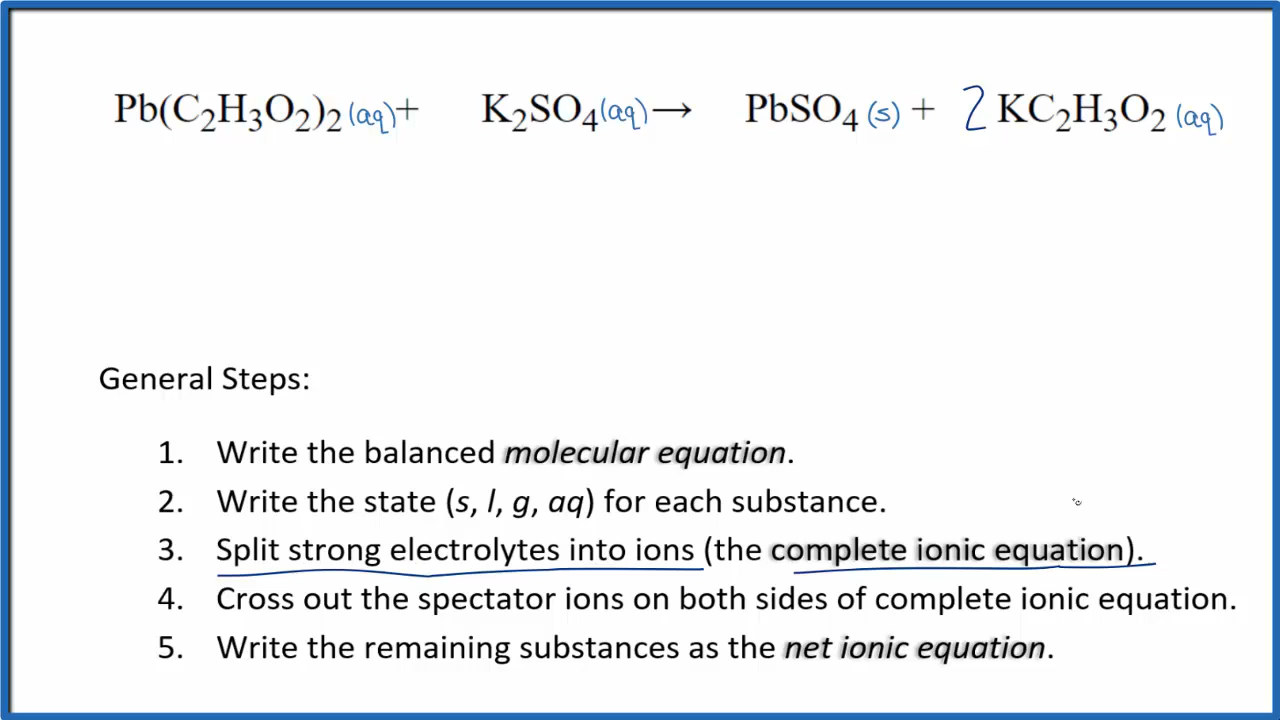 Pb(C₂H₃O₂)₂ (aq) + K₂SO₄ (aq) → PbSO₄ (s) + 2 KC₂H₃O₂ (aq)
General Steps:
1. Write the balanced molecular equation.
2. Write the state (s, l, g, aq) for each substance.
3. Split strong electrolytes into ions (the complete ionic equation).
4. Cross out the spectator ions on both sides of complete ionic equation.
5. Write the remaining substances as the net ionic equation.